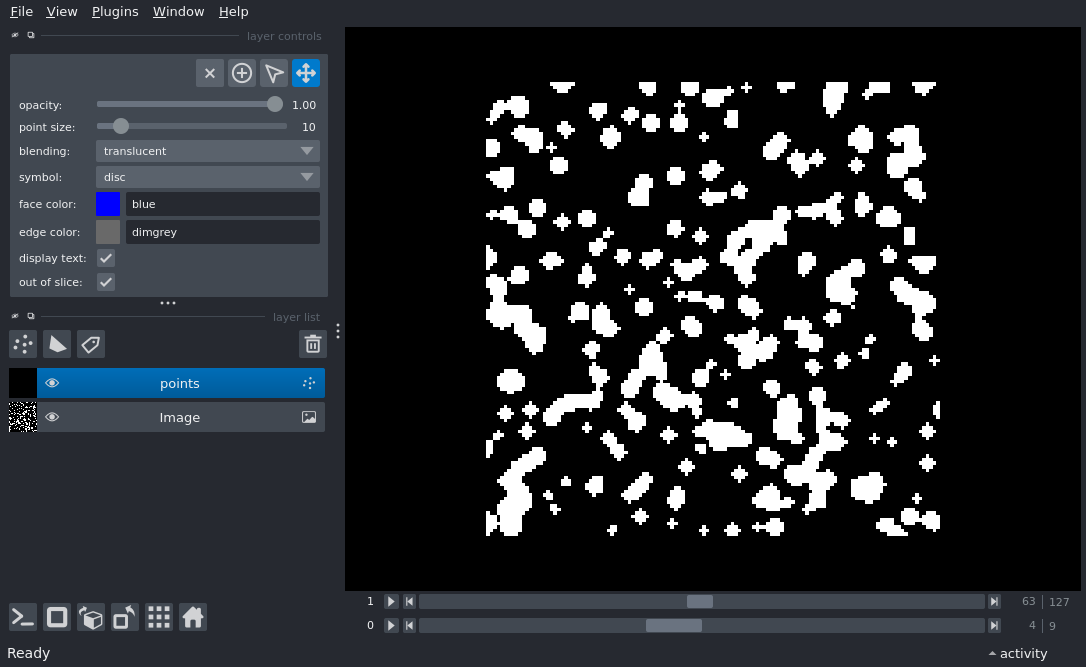 File View Plugins Window Help
layer controls
opacity: 1.00
point size: 10
blending: translucent
symbol: disc
face color: blue
edge color: dimgrey
display text:
out of slice:
layer list
points
Image
1 63 127
0 4 9
Ready activity